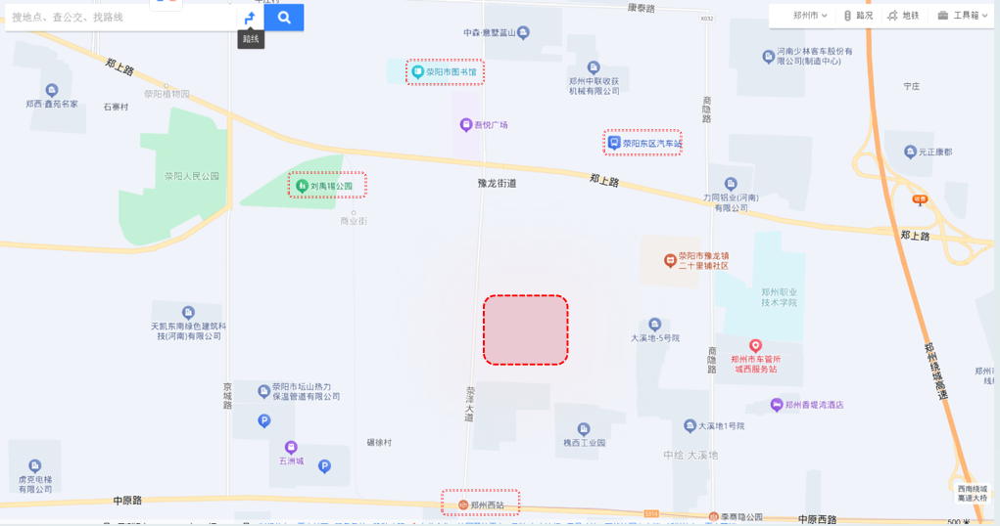 搜地点、查公交、找路线
路线
郑州市
路况
地铁
工具箱
康泰路
X032
中森·意墅蓝山
河南少林客车股份有
限公司(制造中心)
郑上路
荥阳市图书馆
郑州中联收获
机械有限公司
宁庄
郑西·鑫苑名家
荥阳植物园
石寨村
商隐路
吾悦广场
荥阳东区汽车站
元正康郡
荥阳人民公园
刘禹锡公园
豫龙街道
郑上路
力同铝业(河南)
有限公司
商业街
郑上路
荥阳市豫龙镇
二十里铺社区
郑州职业
技术学院
天凯东南绿色建筑科
技(河南)有限公司
大溪地-5号院
商隐路
郑州市车管所
城西服务站
郑州绕城高速
京城路
荥阳市坛山热力
保温管道有限公司
荥泽大道
郑州香堤湾酒店
大溪地1号院
碾徐村
槐西工业园
中绘·大溪地
五洲城
虏克电梯
有限公司
西南绕城
高速大桥
中原路
郑州西站
S314
李商隐公园
中原西路
500 米